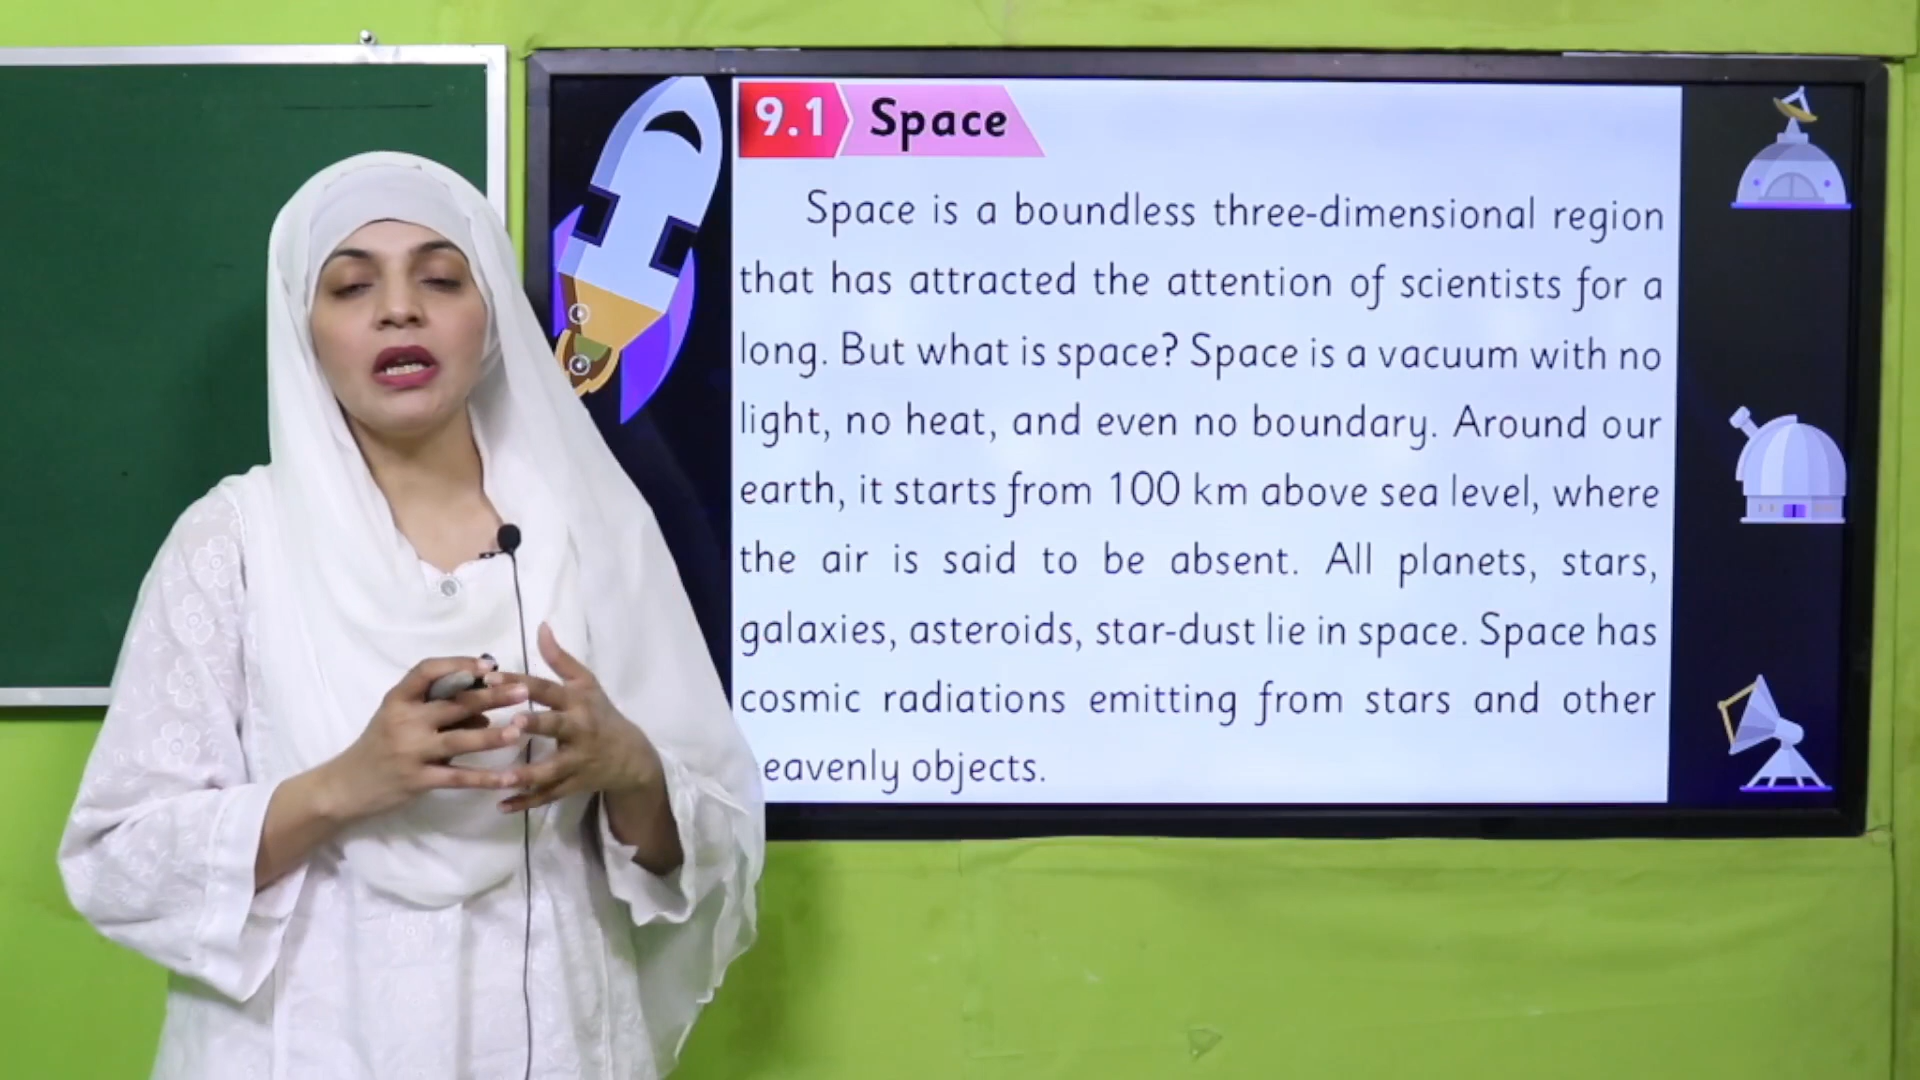 9.1 Space
Space is a boundless three-dimensional region
that has attracted the attention of scientists for a
long. But what is space? Space is a vacuum with no
light, no heat, and even no boundary. Around our
earth, it starts from 100 km above sea level, where
the air is said to be absent. All planets, stars,
galaxies, asteroids, star-dust lie in space. Space has
cosmic radiations emitting from stars and other
eavenly objects.